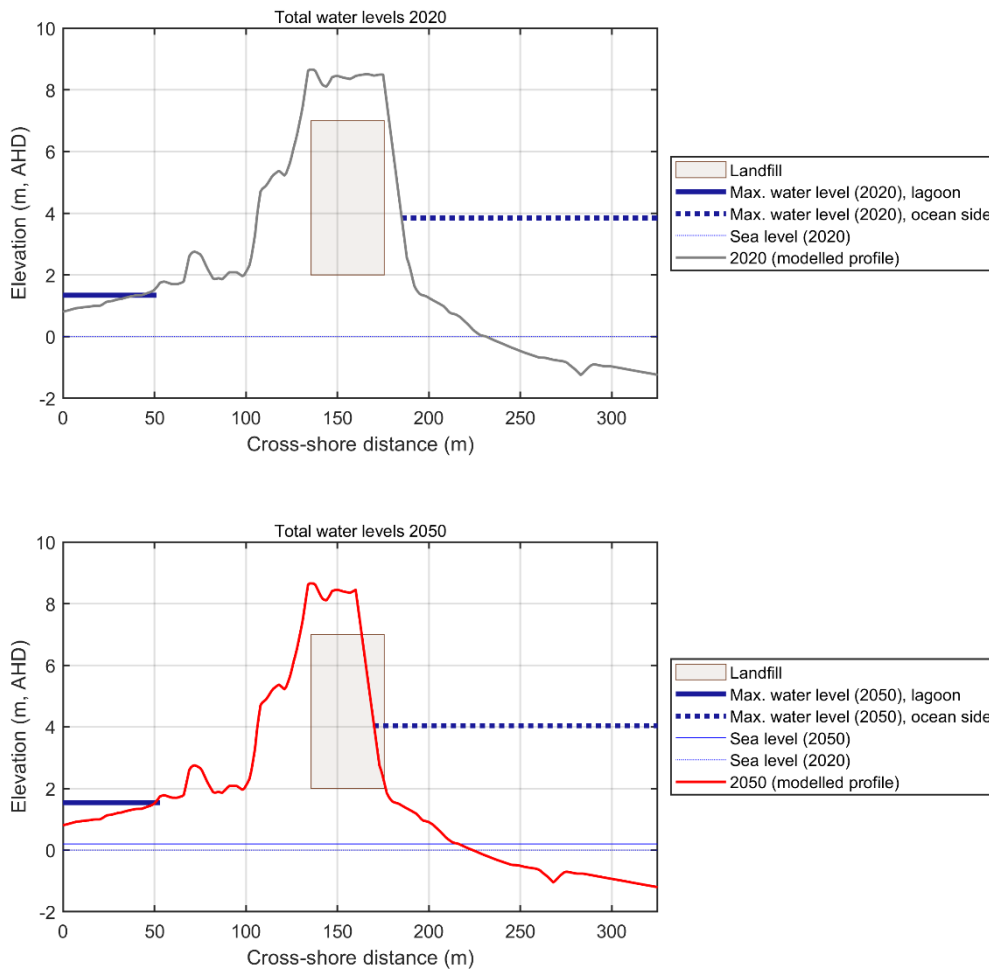 Total water levels 2020
10
8
6
4
2
0
-2
Elevation (m, AHD)
0 50 100 150 200 250 300
Cross-shore distance (m)
Landfill
Max. water level (2020), lagoon
Max. water level (2020), ocean side
Sea level (2020)
2020 (modelled profile)
Total water levels 2050
10
8
6
4
2
0
-2
Elevation (m, AHD)
0 50 100 150 200 250 300
Cross-shore distance (m)
Landfill
Max. water level (2050), lagoon
Max. water level (2050), ocean side
Sea level (2050)
Sea level (2020)
2050 (modelled profile)